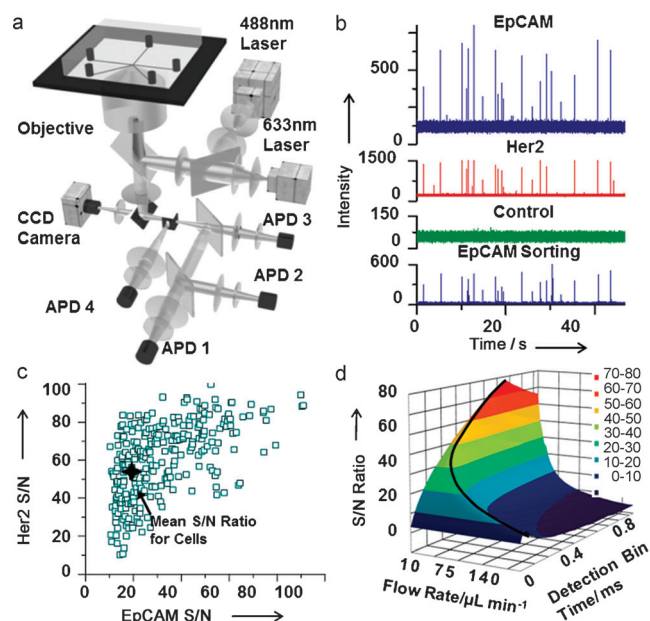 a
488nm
Laser
Objective
633nm
Laser
CCD
Camera
APD 3
APD 2
APD 4
APD 1
b
EpCAM
500
0
Her2
1500
0
Control
150
0
EpCAM Sorting
600
0
Intensity
0 20 40
Time / s
c
100
80
60
40
20
0
Her2 S/N
Mean S/N Ratio
for Cells
0 20 40 60 80 100
EpCAM S/N
d
80
60
40
20
0
S/N Ratio
70-80
60-70
50-60
40-50
30-40
20-30
10-20
0-10
10 75 140
Flow Rate/µL min-1
0 0.4 0.8
Detection Bin
Time/ ms